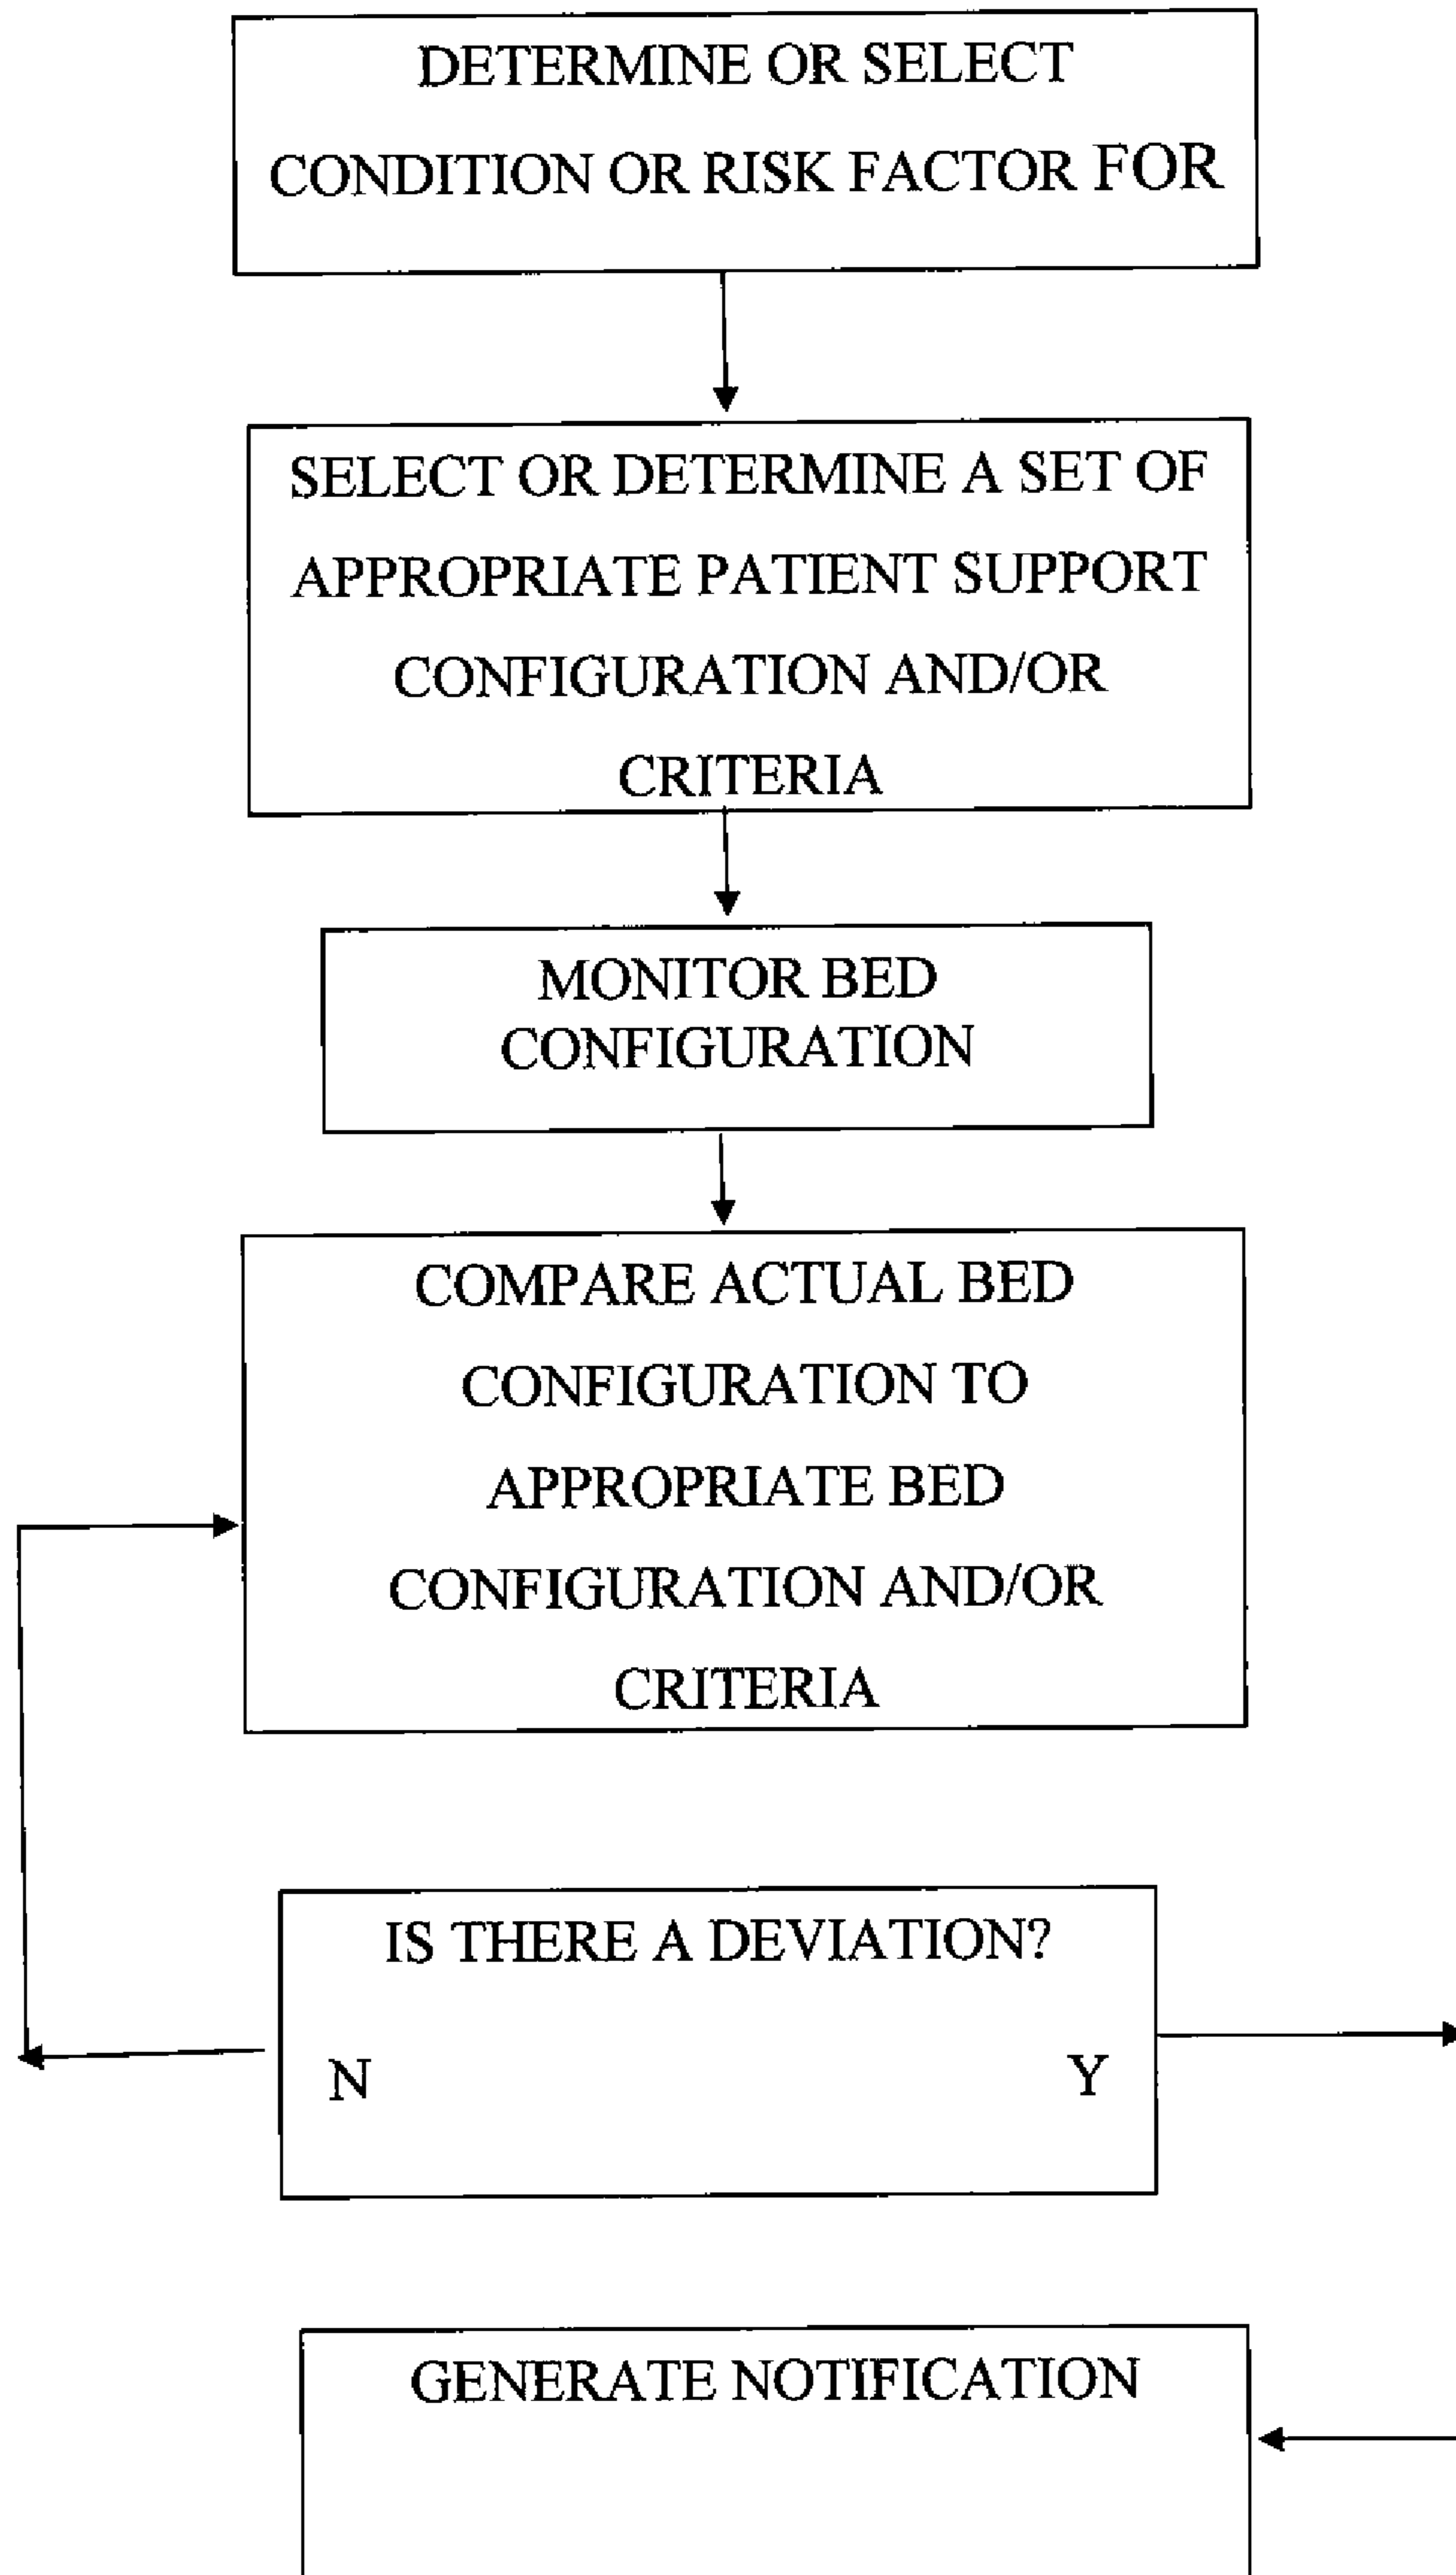 DETERMINE OR SELECT
CONDITION OR RISK FACTOR FOR
SELECT OR DETERMINE A SET OF
APPROPRIATE PATIENT SUPPORT
CONFIGURATION AND/OR
CRITERIA
MONITOR BED
CONFIGURATION
COMPARE ACTUAL BED
CONFIGURATION TO
APPROPRIATE BED
CONFIGURATION AND/OR
CRITERIA
IS THERE A DEVIATION?
N Y
GENERATE NOTIFICATION